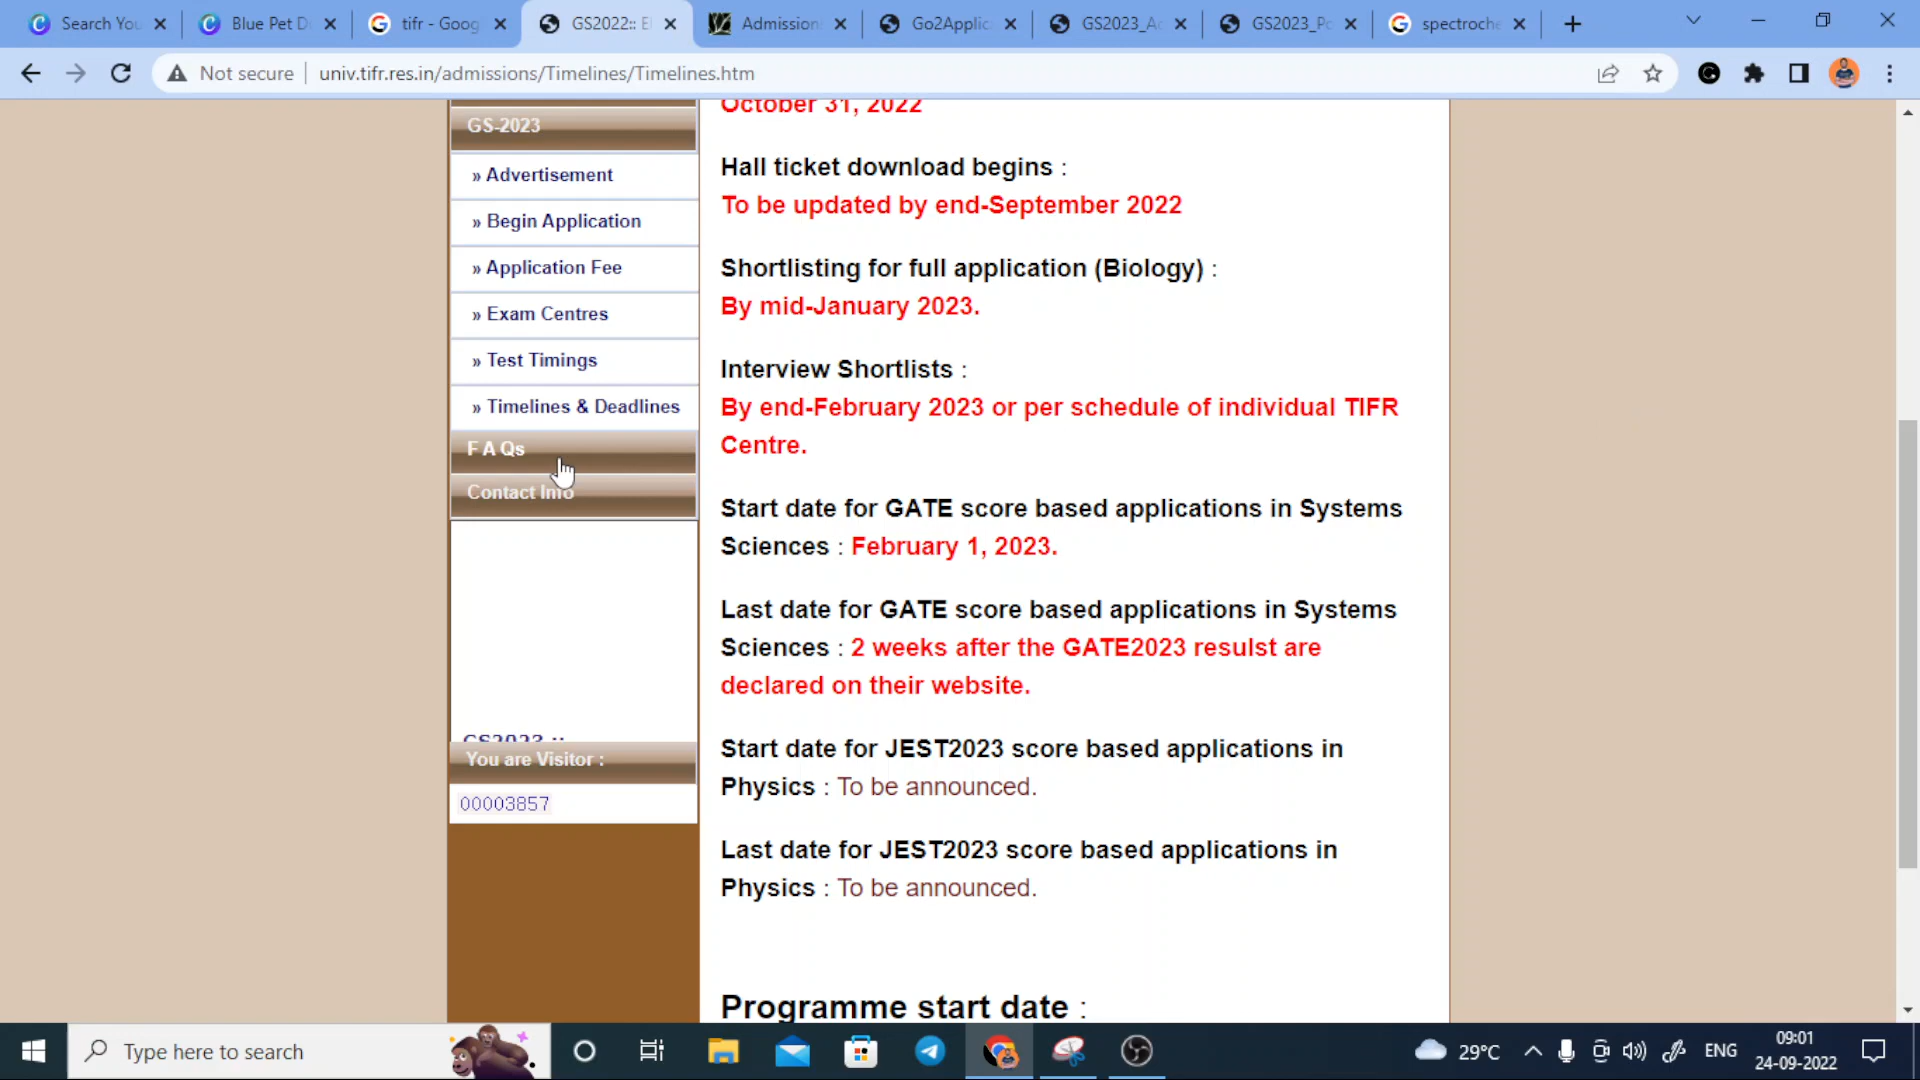 Search You
Blue Pet D
tifr - Goog
GS2022:: E
Admission
Go2Applic
GS2023_A
GS2023_Po
spectroche
Not secure
univ.tifr.res.in/admissions/Timelines/Timelines.htm
GS-2023
» Advertisement
» Begin Application
» Application Fee
» Exam Centres
» Test Timings
» Timelines & Deadlines
F A Qs
Contact Info
GS2023 ::
You are Visitor :
00003857
October 31, 2022
Hall ticket download begins :
To be updated by end-September 2022
Shortlisting for full application (Biology) :
By mid-January 2023.
Interview Shortlists :
By end-February 2023 or per schedule of individual TIFR
Centre.
Start date for GATE score based applications in Systems
Sciences : February 1, 2023.
Last date for GATE score based applications in Systems
Sciences : 2 weeks after the GATE2023 resulst are
declared on their website.
Start date for JEST2023 score based applications in
Physics : To be announced.
Last date for JEST2023 score based applications in
Physics : To be announced.
Programme start date :
Type here to search
29°C
ENG
09:01
24-09-2022